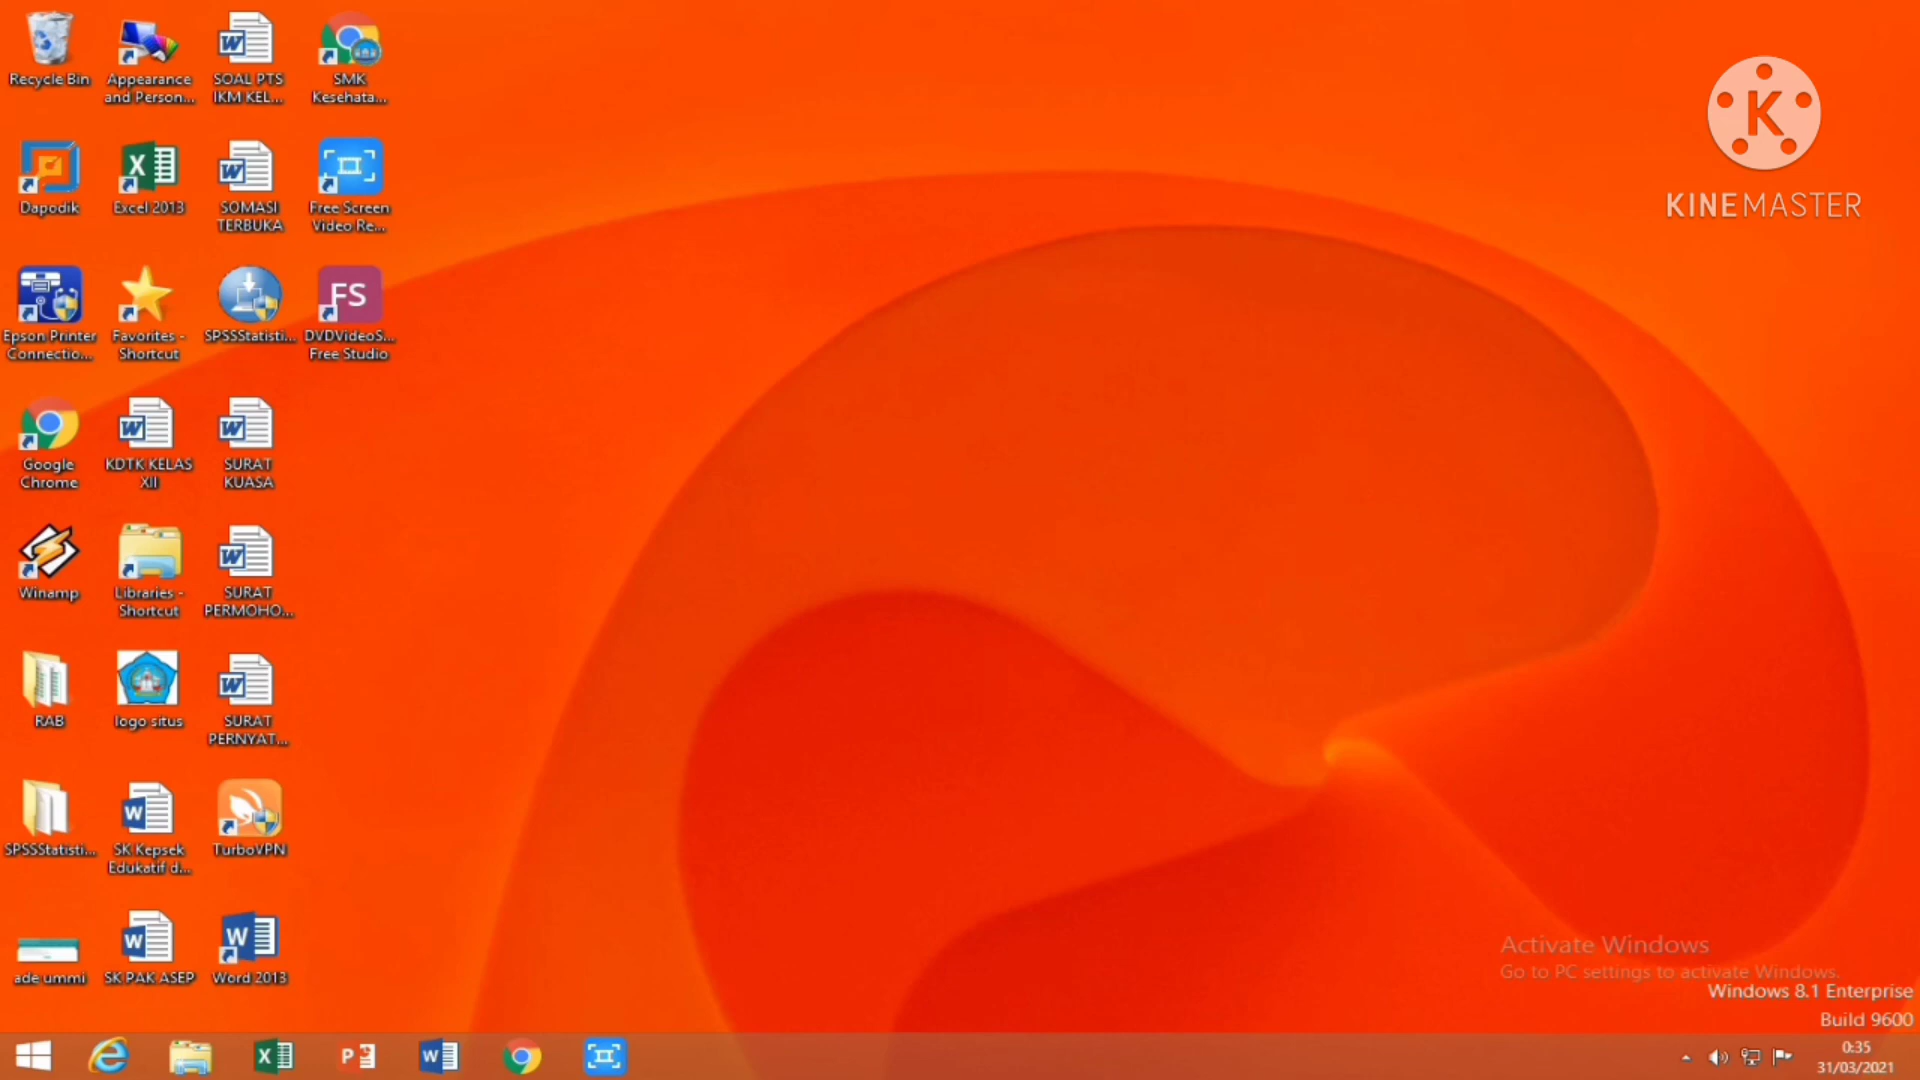 Recycle Bin
Appearance
and Person...
SOAL PTS
IKM KEL...
SMK
Kesehata...
K
KINEMASTER
Dapodik
Excel 2013
SOMASI
TERBUKA
Free Screen
Video Re...
Epson Printer
Connectio...
Favorites -
Shortcut
SPSSStatisti...
FS
DVDVideoS...
Free Studio
Google
Chrome
KDTK KELAS
XII
SURAT
KUASA
Winamp
Libraries -
Shortcut
SURAT
PERMOHO...
RAB
logo situs
SURAT
PERNYAT...
SPSSStatisti...
SK Kepsek
Edukatif d...
TurboVPN
ade ummi
SK PAK ASEP
Word 2013
Activate Windows
Go to PC settings to activate Windows.
Windows 8.1 Enterprise
Build 9600
0:35
31/03/2021